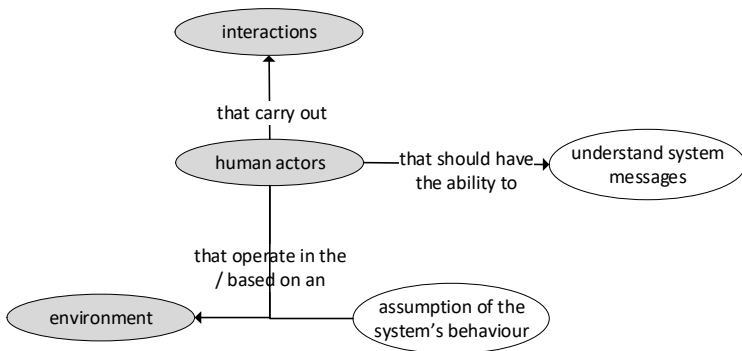 interactions
that carry out
human actors
that should have
the ability to
understand system
messages
that operate in the
/ based on an
environment
assumption of the
system's behaviour